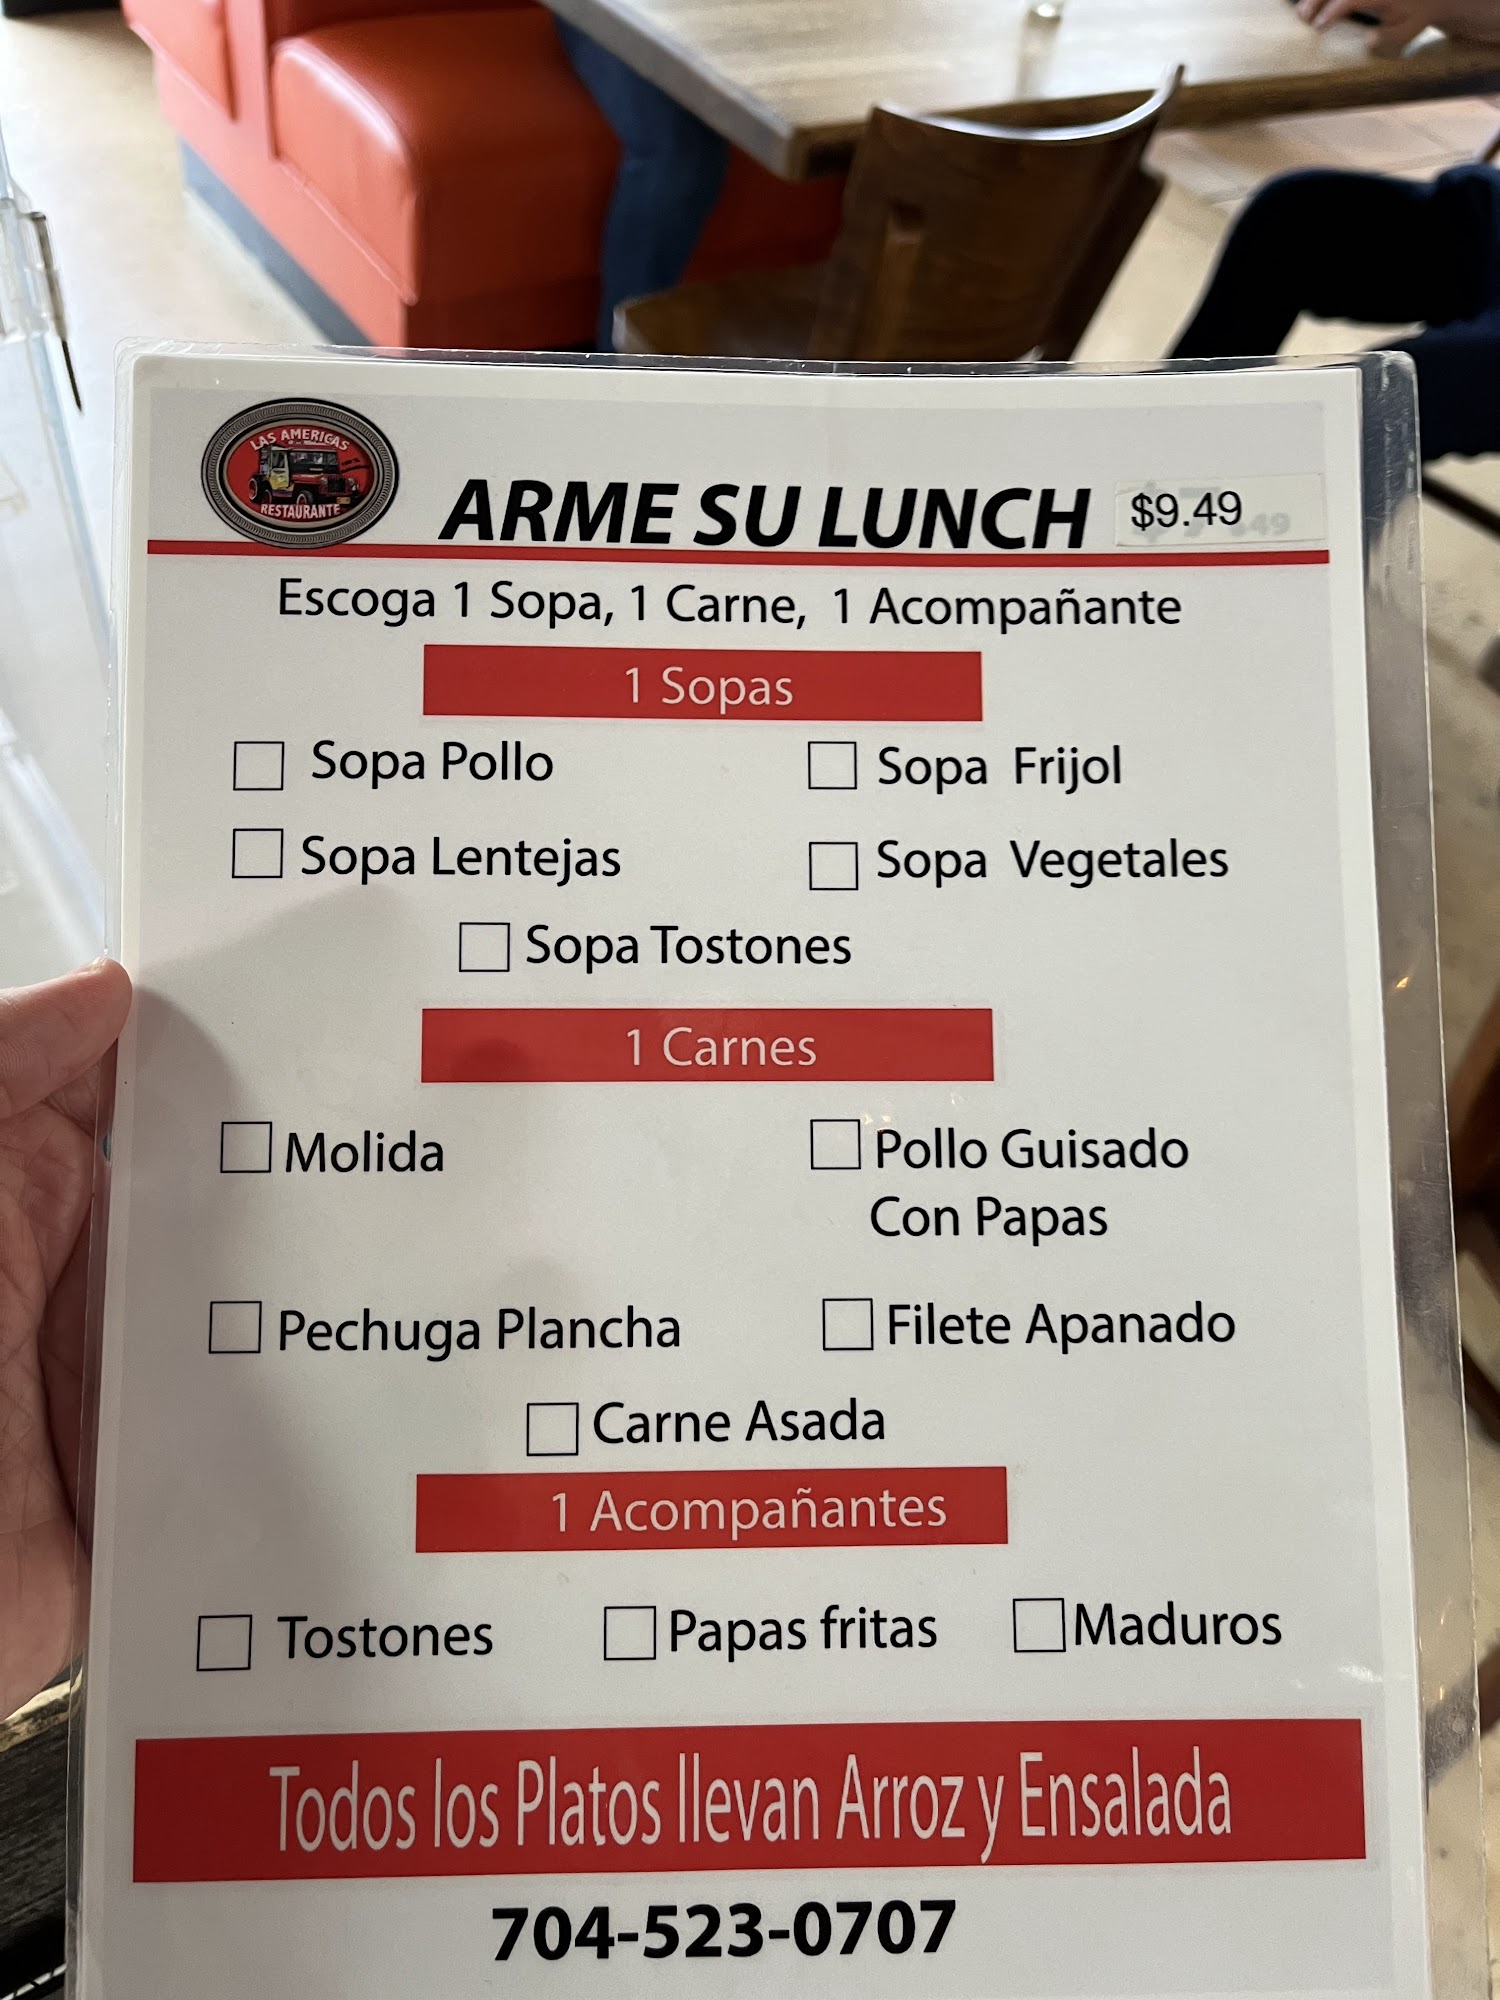 LAS AMERICAS
RESTAURANTE
ARME SU LUNCH $9.49
Escoga 1 Sopa, 1 Carne, 1 Acompañante
1 Sopas
Sopa Pollo
Sopa Frijol
Sopa Lentejas
Sopa Vegetales
Sopa Tostones
1 Carnes
Molida
Pollo Guisado
Con Papas
Pechuga Plancha
Filete Apanado
Carne Asada
1 Acompañantes
Tostones
Papas fritas
Maduros
Todos los Platos llevan Arroz y Ensalada
704-523-0707